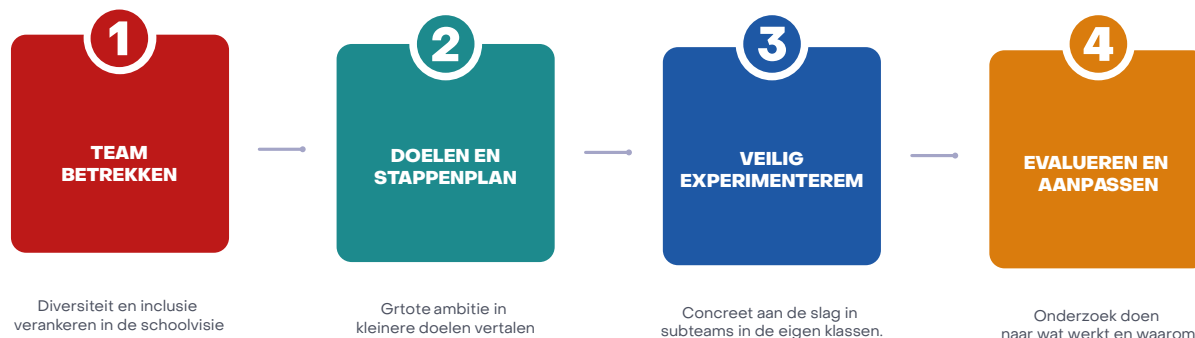 1
TEAM
BETREKKEN
Diversiteit en inclusie
verankeren in de schoolvisie
2
DOELEN EN
STAPPENPLAN
Grtote ambitie in
kleinere doelen vertalen
3
VEILIG
EXPERIMENTEREM
Concreet aan de slag in
subteams in de eigen klassen.
4
EVALUEREN EN
AANPASSEN
Onderzoek doen
naar wat werkt en waarom